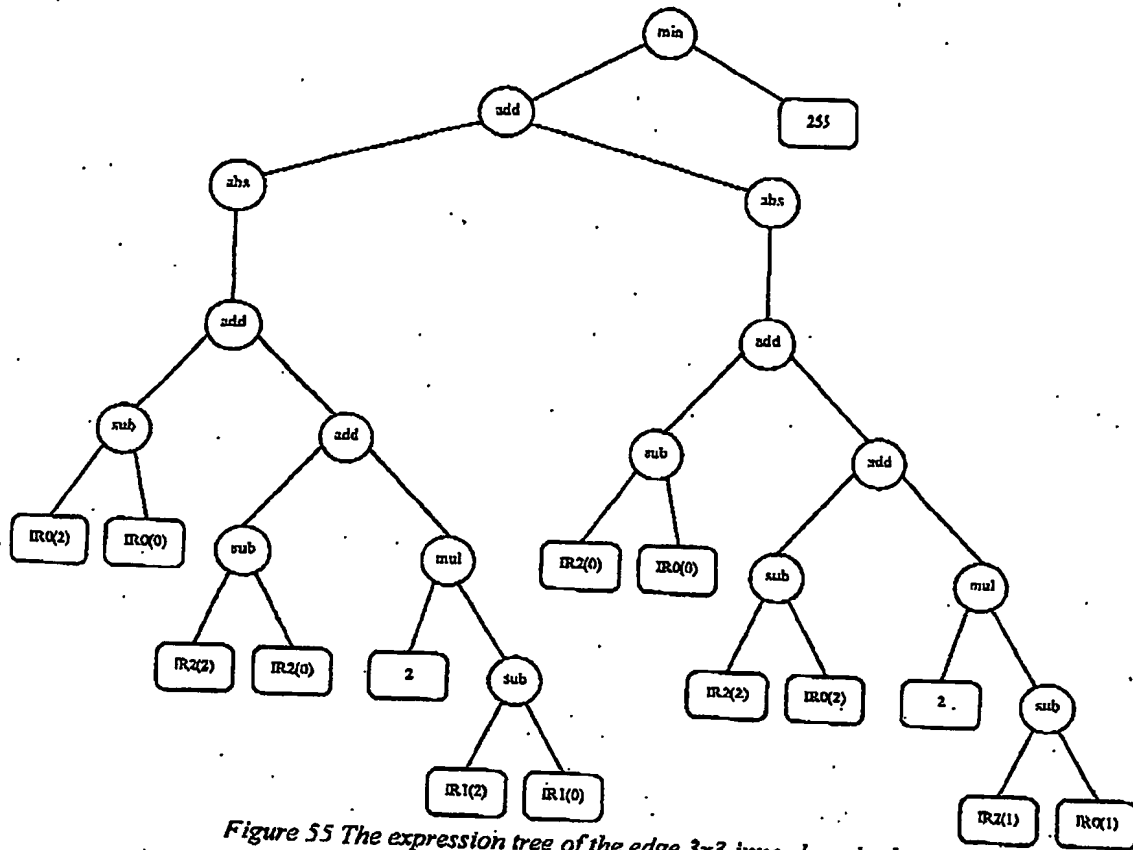 min
add
255
abs
abs
add
add
sub
add
sub
add
IR0(2) IR0(0)
sub
mul
IR2(0) IR0(0)
sub
mul
IR2(2) IR2(0) 2
sub
IR2(2) IR0(2) 2
sub
IR1(2) IR1(0)
IR2(1) IR0(1)
Figure 55 The expression tree of the edge 3x3 inner loop